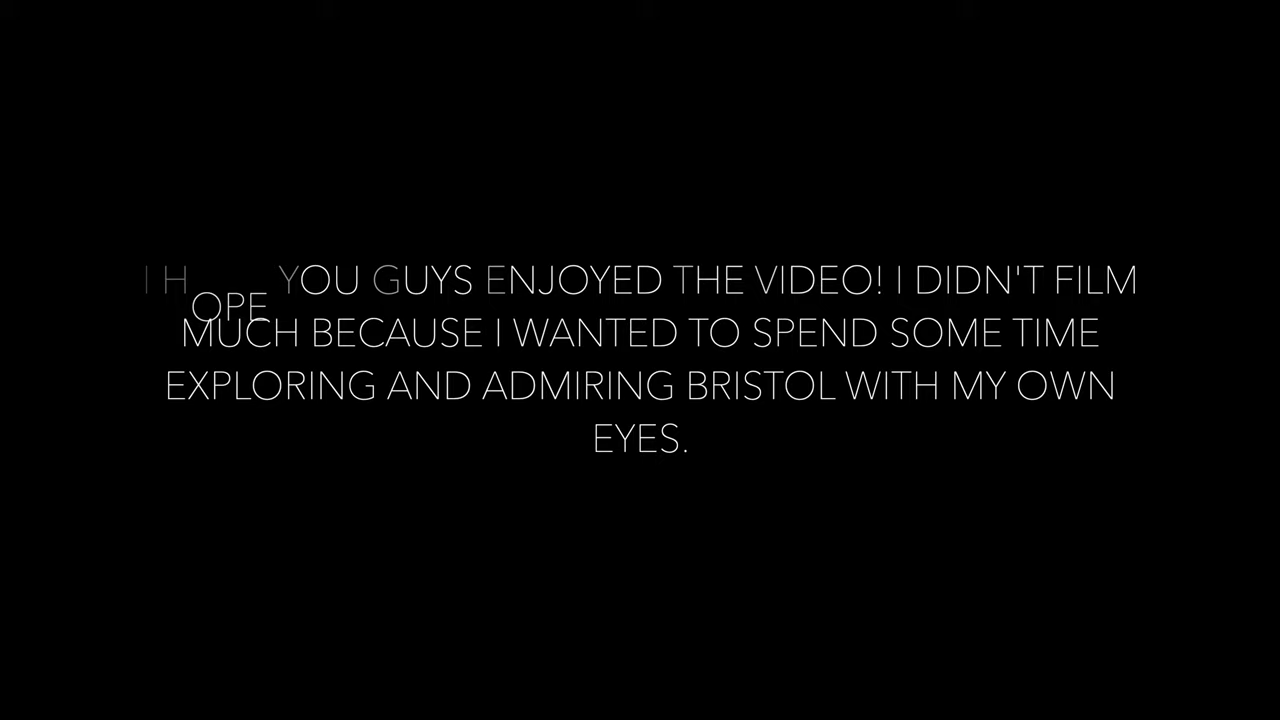 I HOPE YOU GUYS ENJOYED THE VIDEO! I DIDN'T FILM
MUCH BECAUSE I WANTED TO SPEND SOME TIME
EXPLORING AND ADMIRING BRISTOL WITH MY OWN
EYES.